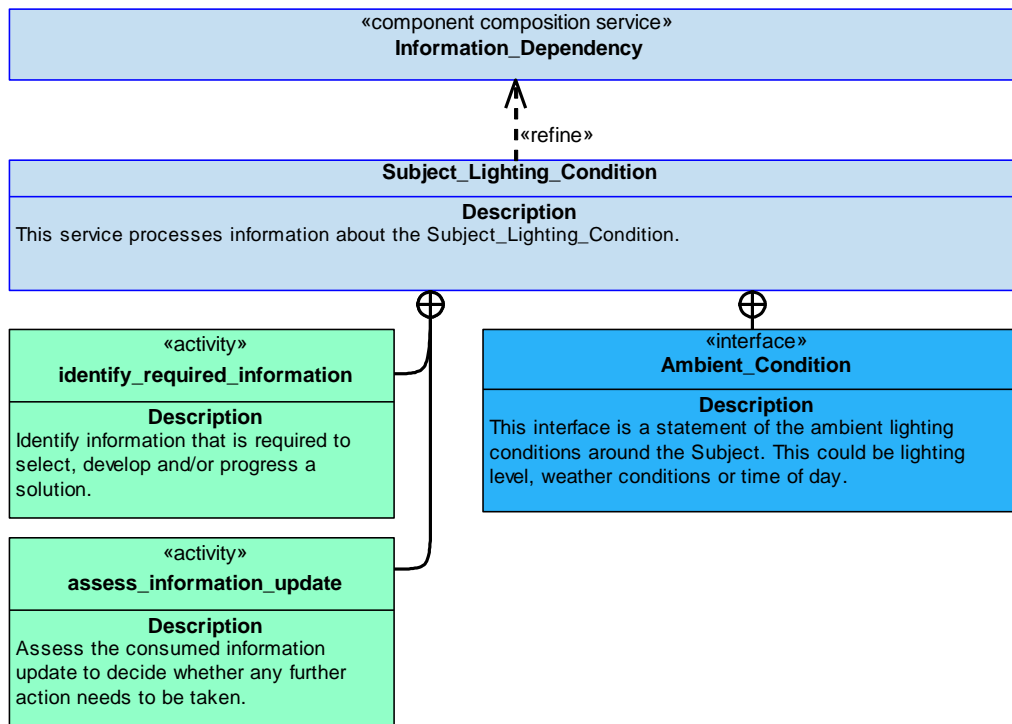 «component composition service»
Information_Dependency
«refine»
Subject_Lighting_Condition
Description
This service processes information about the Subject_Lighting_Condition.
«activity»
identify_required_information
Description
Identify information that is required to
select, develop and/or progress a
solution.
«interface»
Ambient_Condition
Description
This interface is a statement of the ambient lighting
conditions around the Subject. This could be lighting
level, weather conditions or time of day.
«activity»
assess_information_update
Description
Assess the consumed information
update to decide whether any further
action needs to be taken.